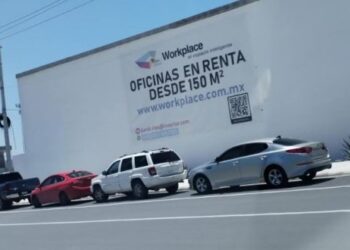 Workplace
OFICINAS EN RENTA
DESDE 150 M²
www.workplace.com.mx